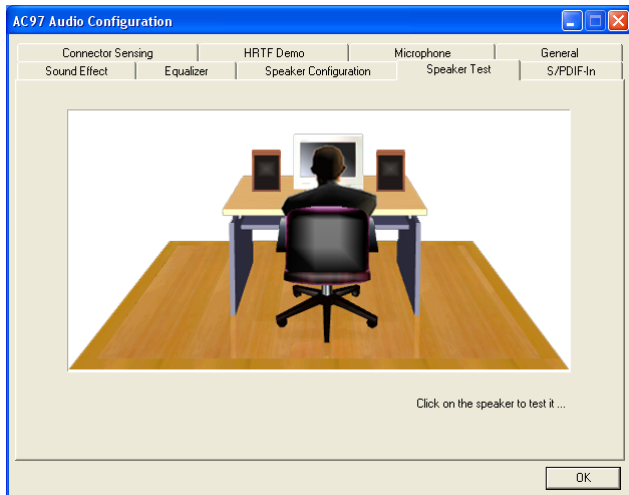 AC97 Audio Configuration
Connector Sensing HRTF Demo Microphone General
Sound Effect Equalizer Speaker Configuration Speaker Test S/PDIF-In
Click on the speaker to test it ...
OK